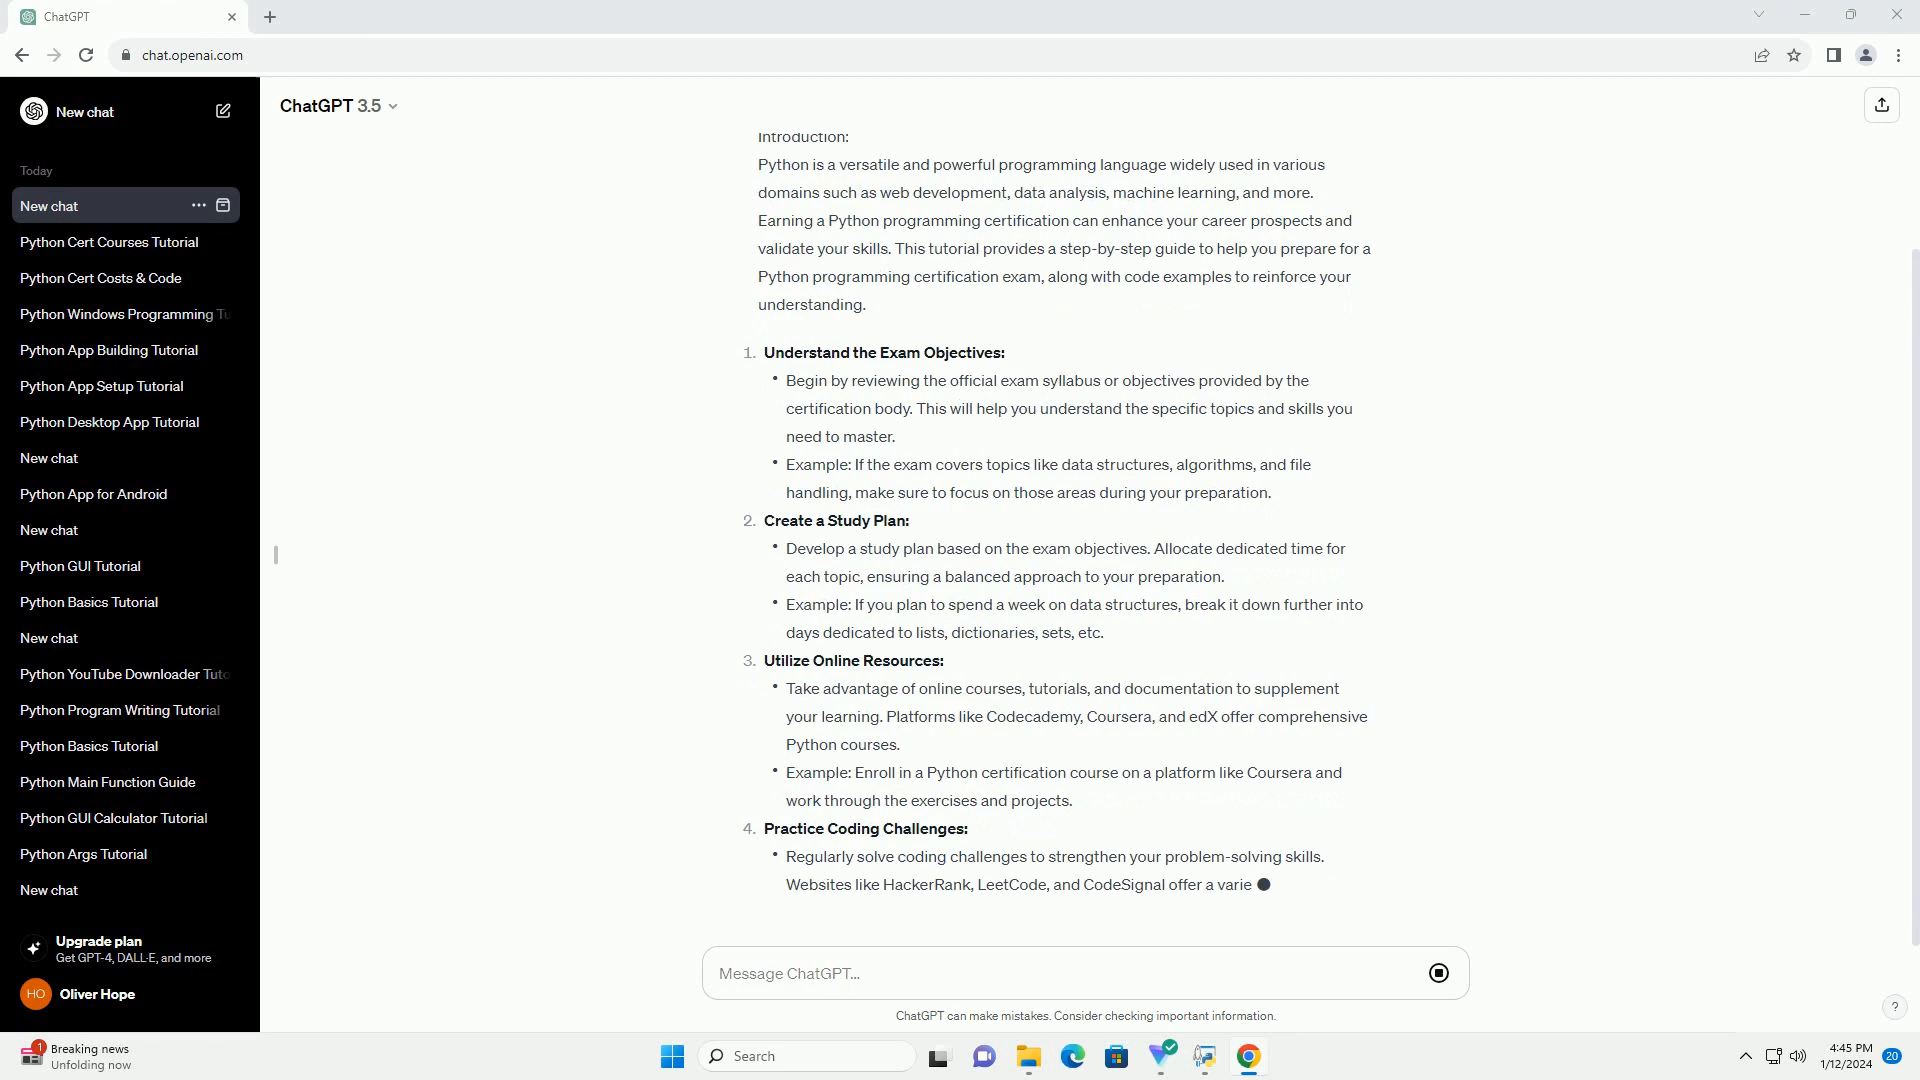 ChatGPT
chat.openai.com
New chat
Today
New chat
Python Cert Courses Tutorial
Python Cert Costs & Code
Python Windows Programming Tu
Python App Building Tutorial
Python App Setup Tutorial
Python Desktop App Tutorial
New chat
Python App for Android
New chat
Python GUI Tutorial
Python Basics Tutorial
New chat
Python YouTube Downloader Tuto
Python Program Writing Tutorial
Python Basics Tutorial
Python Main Function Guide
Python GUI Calculator Tutorial
Python Args Tutorial
New chat
Upgrade plan
Get GPT-4, DALL·E, and more
HO
Oliver Hope
ChatGPT 3.5
Introduction:
Python is a versatile and powerful programming language widely used in various
domains such as web development, data analysis, machine learning, and more.
Earning a Python programming certification can enhance your career prospects and
validate your skills. This tutorial provides a step-by-step guide to help you prepare for a
Python programming certification exam, along with code examples to reinforce your
understanding.
1. Understand the Exam Objectives:
• Begin by reviewing the official exam syllabus or objectives provided by the
certification body. This will help you understand the specific topics and skills you
need to master.
• Example: If the exam covers topics like data structures, algorithms, and file
handling, make sure to focus on those areas during your preparation.
2. Create a Study Plan:
• Develop a study plan based on the exam objectives. Allocate dedicated time for
each topic, ensuring a balanced approach to your preparation.
• Example: If you plan to spend a week on data structures, break it down further into
days dedicated to lists, dictionaries, sets, etc.
3. Utilize Online Resources:
• Take advantage of online courses, tutorials, and documentation to supplement
your learning. Platforms like Codecademy, Coursera, and edX offer comprehensive
Python courses.
• Example: Enroll in a Python certification course on a platform like Coursera and
work through the exercises and projects.
4. Practice Coding Challenges:
• Regularly solve coding challenges to strengthen your problem-solving skills.
Websites like HackerRank, LeetCode, and CodeSignal offer a varie
Message ChatGPT...
ChatGPT can make mistakes. Consider checking important information.
?
1
Breaking news
Unfolding now
Search
4:45 PM
1/12/2024
20